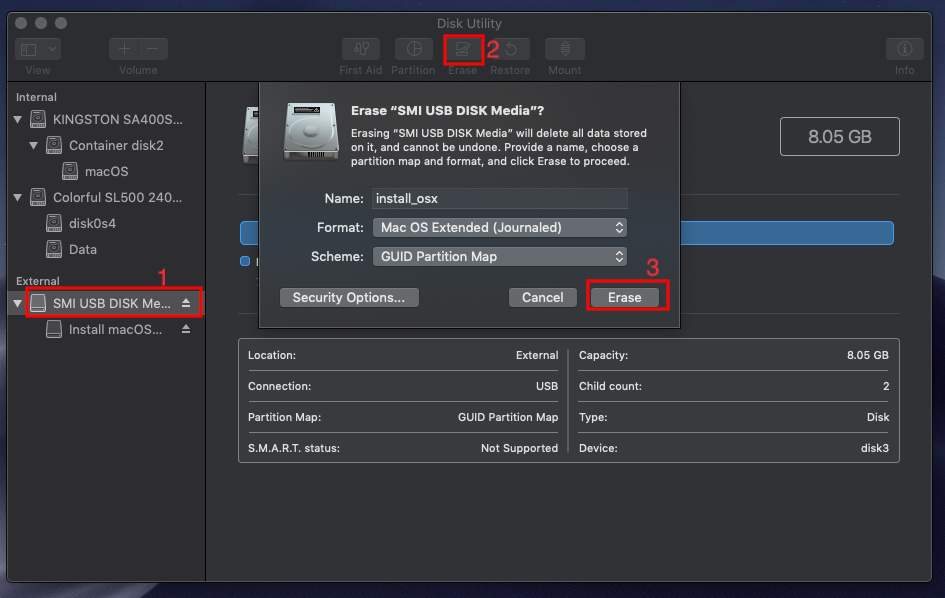 Disk Utility
View
Volume
First Aid
Partition
Erase
2
Restore
Mount
Info
Internal
KINGSTON SA400S...
Container disk2
macOS
Colorful SL500 240...
disk0s4
Data
External
1
SMI USB DISK Me...
Install macOS...
Erase “SMI USB DISK Media”?
Erasing “SMI USB DISK Media” will delete all data stored
on it, and cannot be undone. Provide a name, choose a
partition map and format, and click Erase to proceed.
Name: install_osx
Format: Mac OS Extended (Journaled)
Scheme: GUID Partition Map
3
Security Options...
Cancel
Erase
8.05 GB
Location: External
Connection: USB
Partition Map: GUID Partition Map
S.M.A.R.T. status: Not Supported
Capacity: 8.05 GB
Child count: 2
Type: Disk
Device: disk3